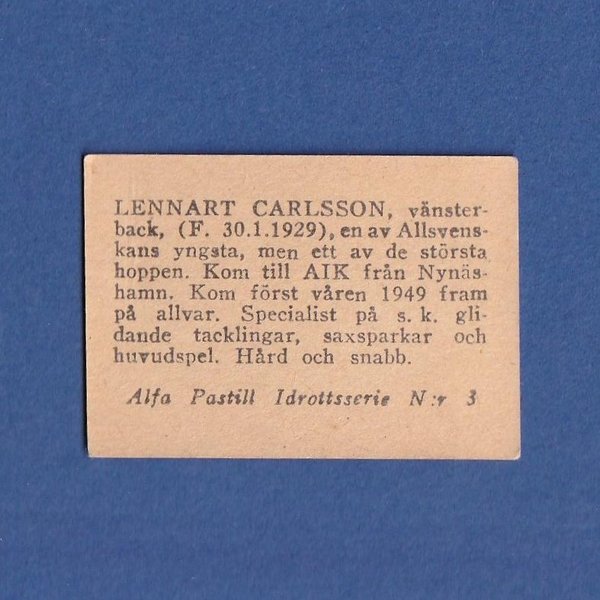 LENNART CARLSSON, vänster-
back, (F. 30.1.1929), en av Allsvens-
kans yngsta, men ett av de största
hoppen. Kom till AIK från Nynäs-
hamn. Kom först våren 1949 fram
på allvar. Specialist på s. k. gli-
dande tacklingar, saxsparkar och
huvudspel. Hård och snabb.
Alfa Pastill Idrottsserie N:r 3